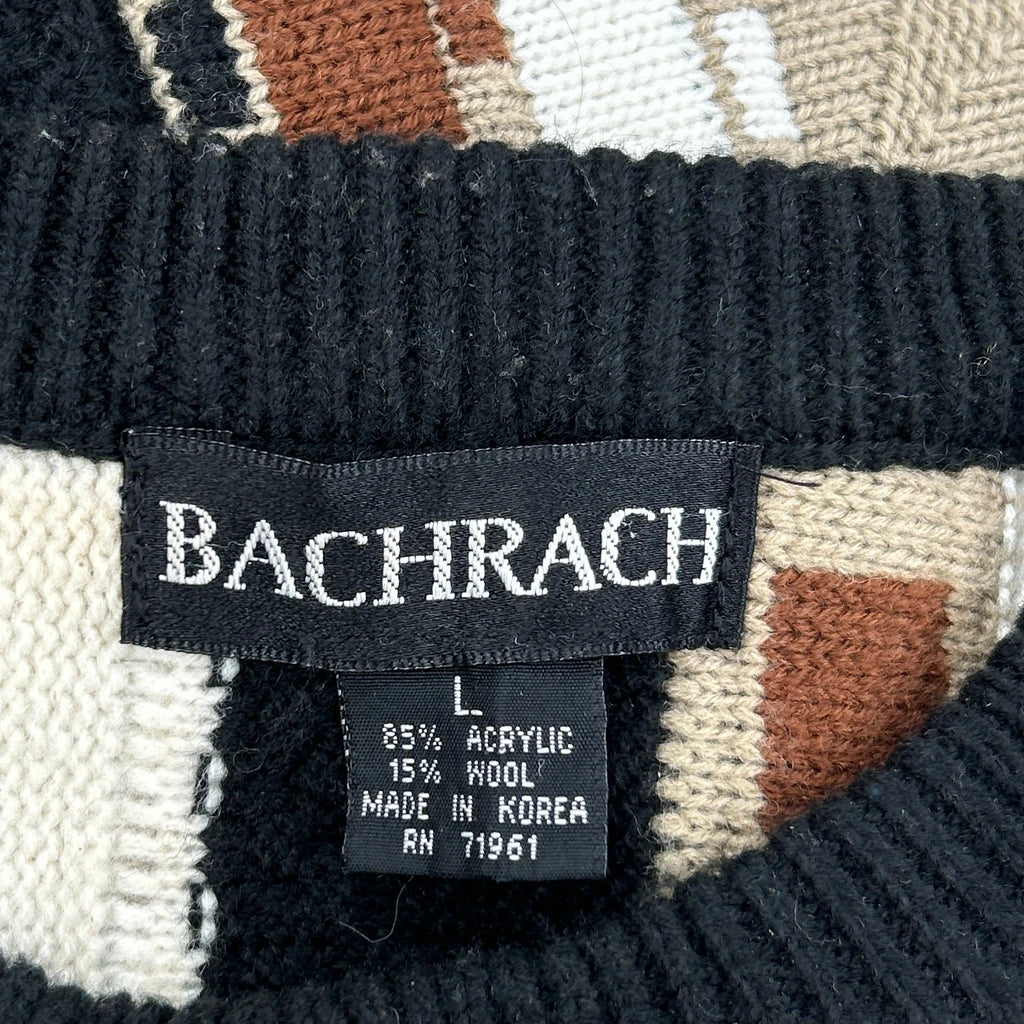 BACHRACH
L
85% ACRYLIC
15% WOOL
MADE IN KOREA
RN 71961